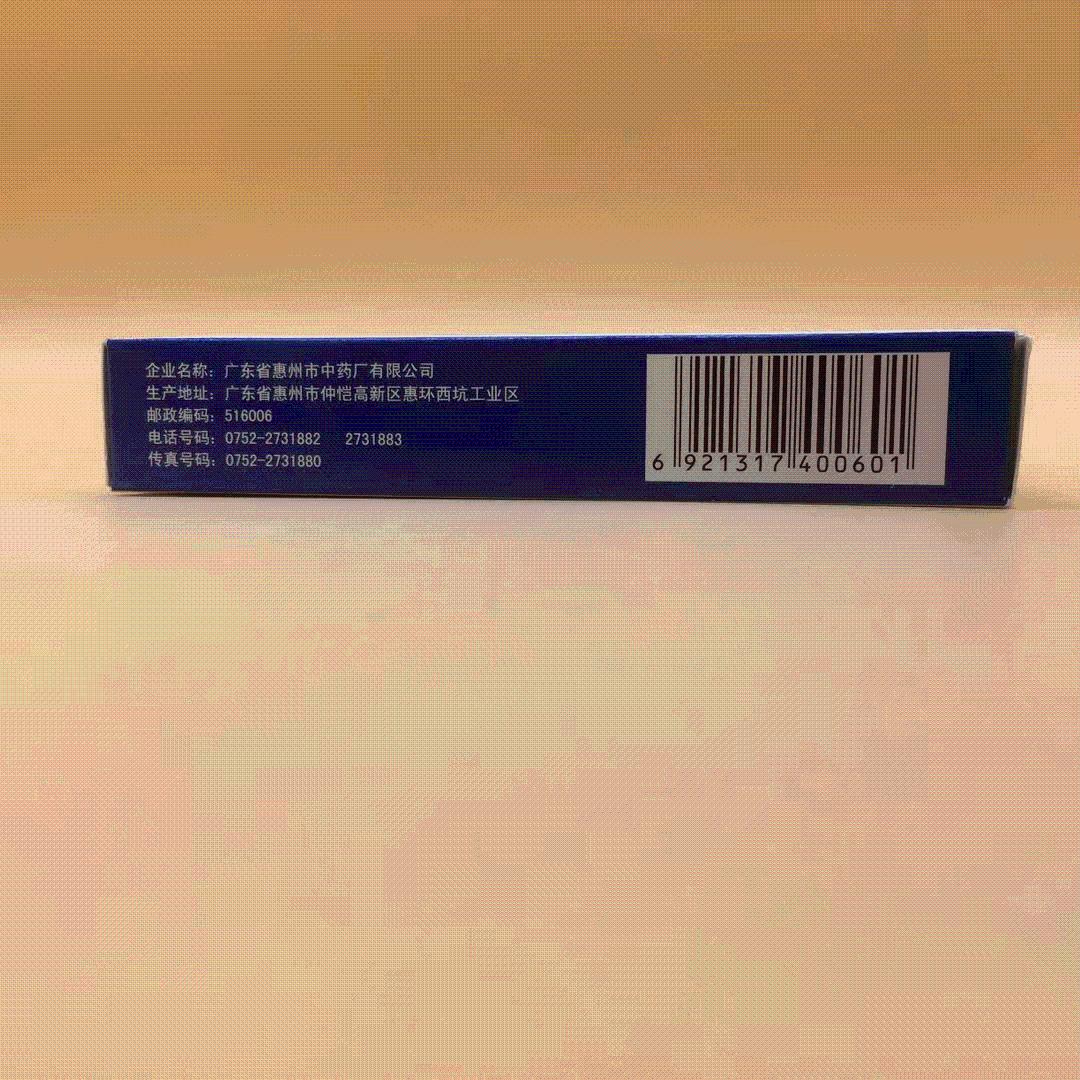 企业名称：广东省惠州市中药厂有限公司
生产地址：广东省惠州市仲恺高新区惠环西坑工业区
邮政编码：516006
电话号码：0752-2731882 2731883
传真号码：0752-2731880
6 921317 400601